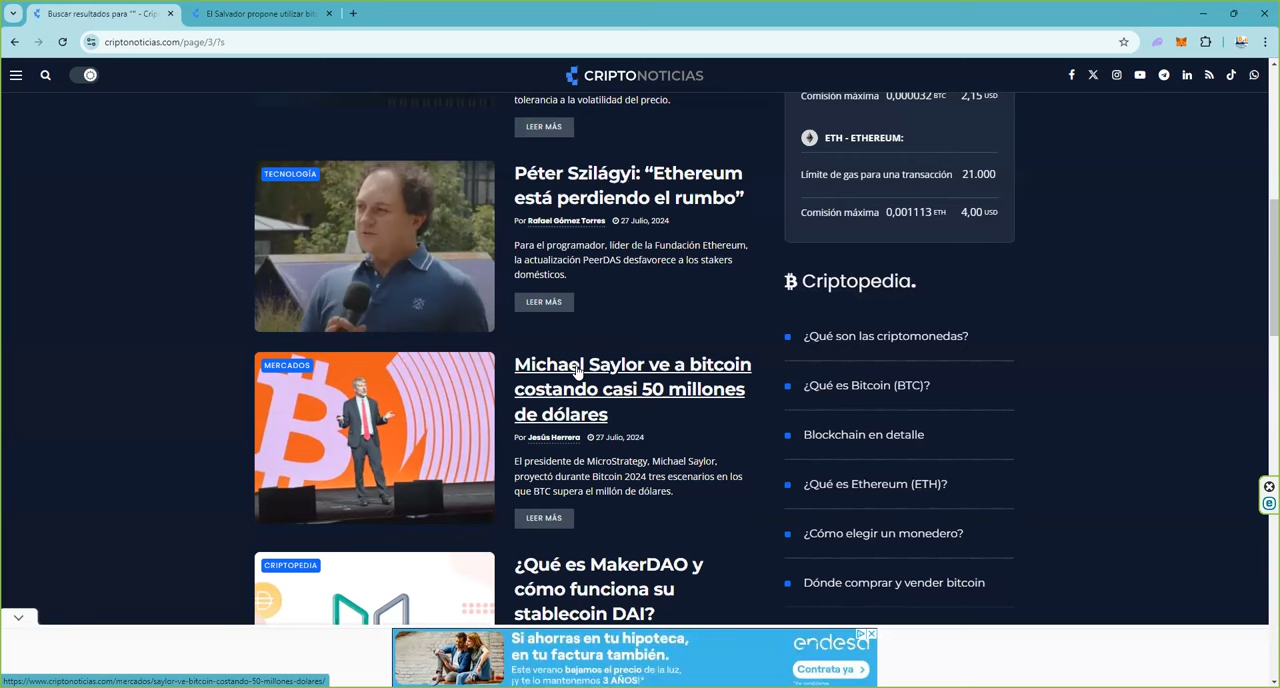 Buscar resultados para "" - Crip
El Salvador propone utilizar bit
criptonoticias.com/page/3/?s
CRIPTONOTICIAS
tolerancia a la volatilidad del precio.
LEER MÁS
TECNOLOGÍA
Péter Szilágyi: “Ethereum
está perdiendo el rumbo”
Por Rafael Gómez Torres 27 Julio, 2024
Para el programador, líder de la Fundación Ethereum,
la actualización PeerDAS desfavorece a los stakers
domésticos.
LEER MÁS
MERCADOS
Michael Saylor ve a bitcoin
costando casi 50 millones
de dólares
Por Jesús Herrera 27 Julio, 2024
El presidente de MicroStrategy, Michael Saylor,
proyectó durante Bitcoin 2024 tres escenarios en los
que BTC supera el millón de dólares.
LEER MÁS
CRIPTOPEDIA
¿Qué es MakerDAO y
cómo funciona su
stablecoin DAI?
Comisión máxima 0,000032 BTC 2,15 USD
ETH - ETHEREUM:
Límite de gas para una transacción 21.000
Comisión máxima 0,001113 ETH 4,00 USD
Criptopedia.
¿Qué son las criptomonedas?
¿Qué es Bitcoin (BTC)?
Blockchain en detalle
¿Qué es Ethereum (ETH)?
¿Cómo elegir un monedero?
Dónde comprar y vender bitcoin
Si ahorras en tu hipoteca,
en tu factura también.
Este verano bajamos el precio de la luz,
¡y te lo mantenemos 3 AÑOS!*
endesa
Contrata ya
https://www.criptonoticias.com/mercados/saylor-ve-bitcoin-costando-50-millones-dolares/